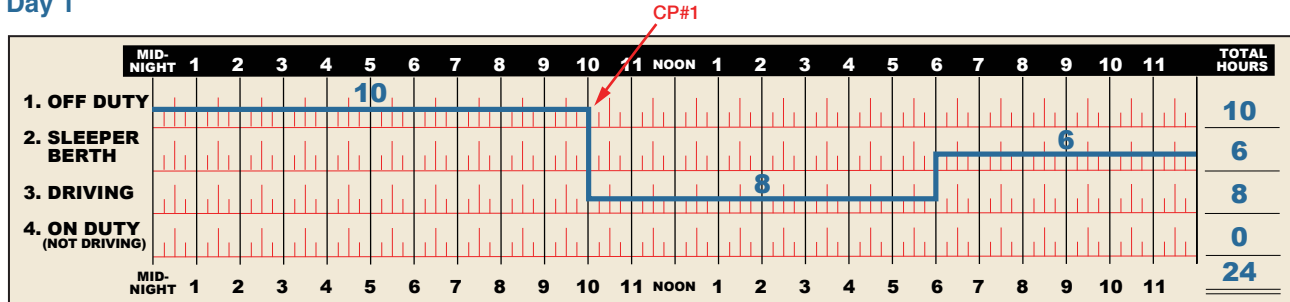 Day 1
CP#1
MID-NIGHT 1 2 3 4 5 6 7 8 9 10 11 NOON 1 2 3 4 5 6 7 8 9 10 11 TOTAL HOURS
1. OFF DUTY 10 10
2. SLEEPER BERTH 6 6
3. DRIVING 8 8
4. ON DUTY (NOT DRIVING) 0
24
MID-NIGHT 1 2 3 4 5 6 7 8 9 10 11 NOON 1 2 3 4 5 6 7 8 9 10 11